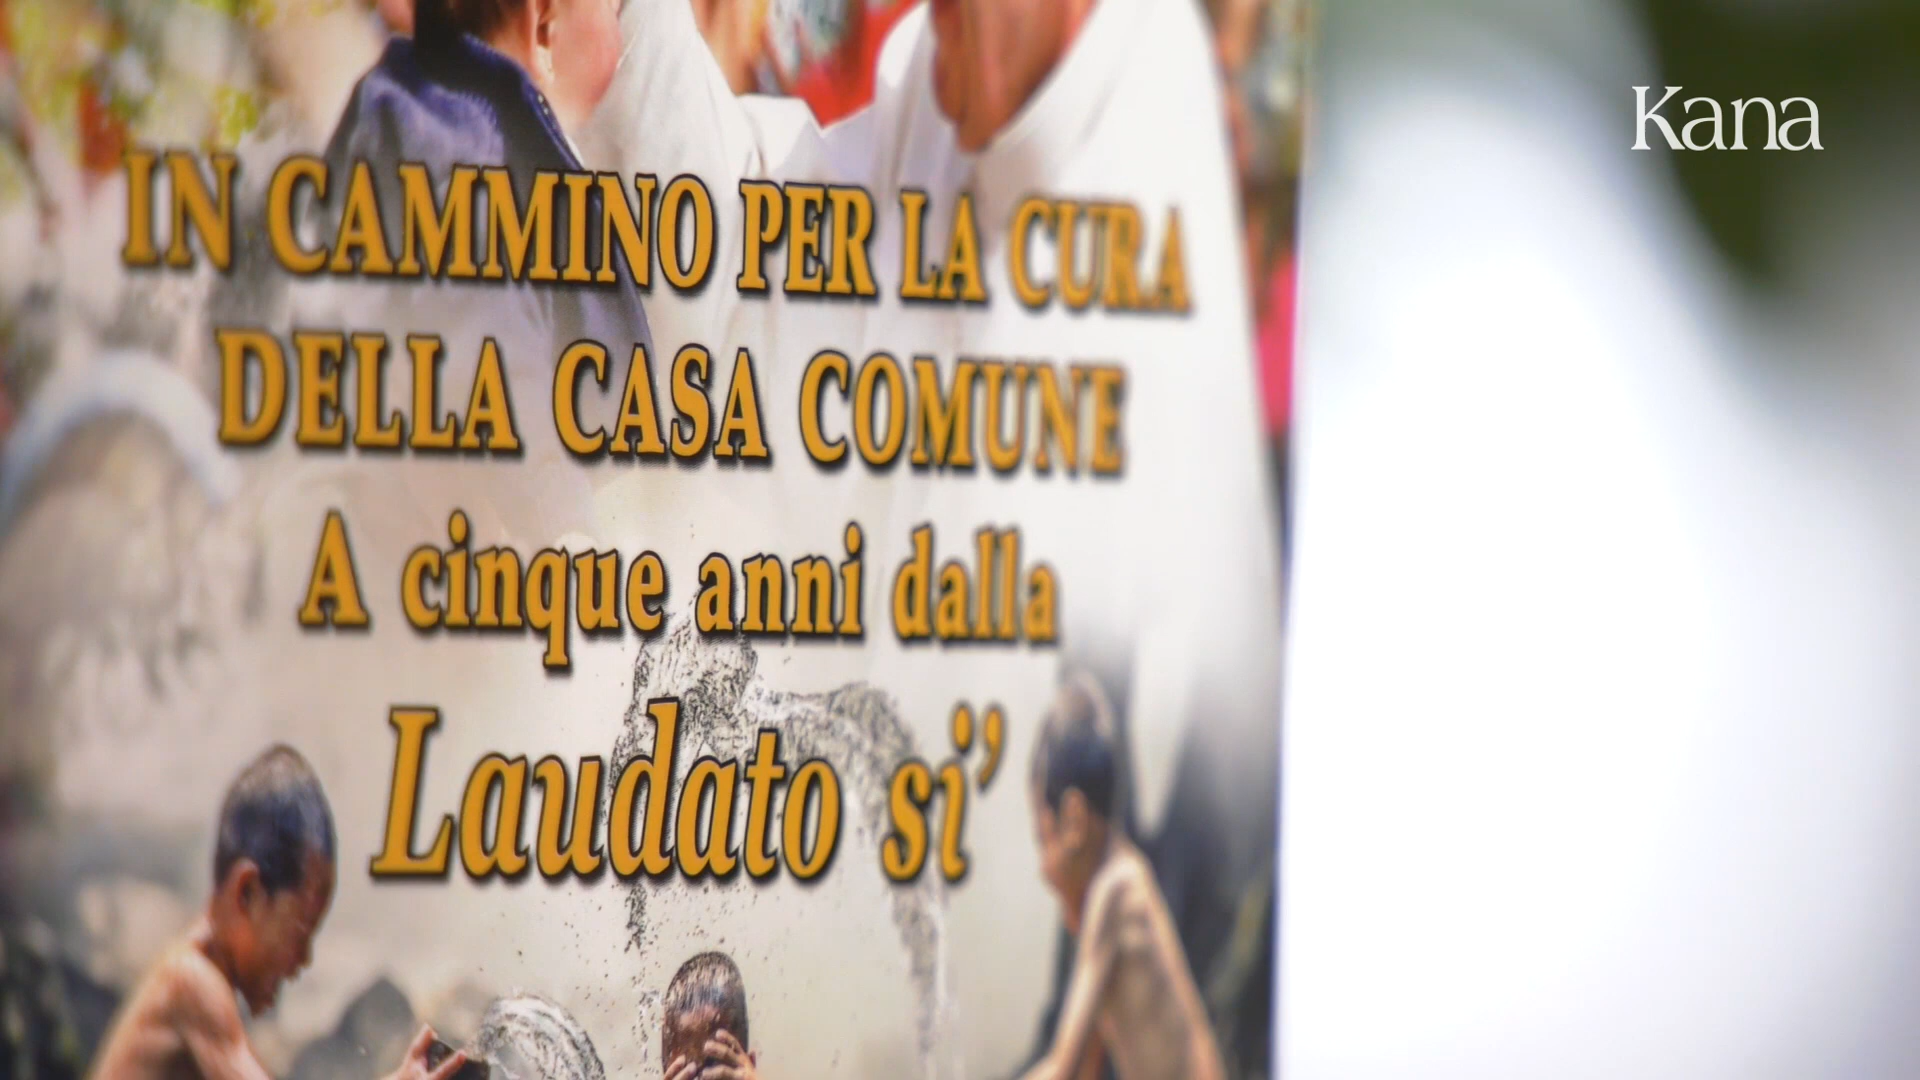 Kana
IN CAMMINO PER LA CURA
DELLA CASA COMUNE
A cinque anni dalla
Laudato si’